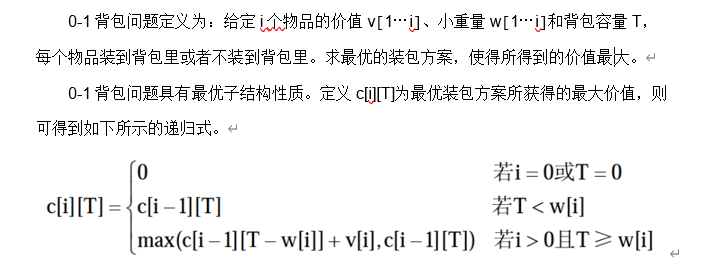 0-1背包问题定义为：给定i个物品的价值v[1…i]、小重量w[1…i]和背包容量T，
每个物品装到背包里或者不装到背包里。求最优的装包方案，使得所得到的价值最大。
0-1背包问题具有最优子结构性质。定义c[i][T]为最优装包方案所获得的最大价值，则
可得到如下所示的递归式。
0 若i = 0或T = 0
c[i][T] = { c[i-1][T] 若T < w[i]
max(c[i-1][T-w[i]]+v[i],c[i-1][T]) 若i > 0且T ≥ w[i]